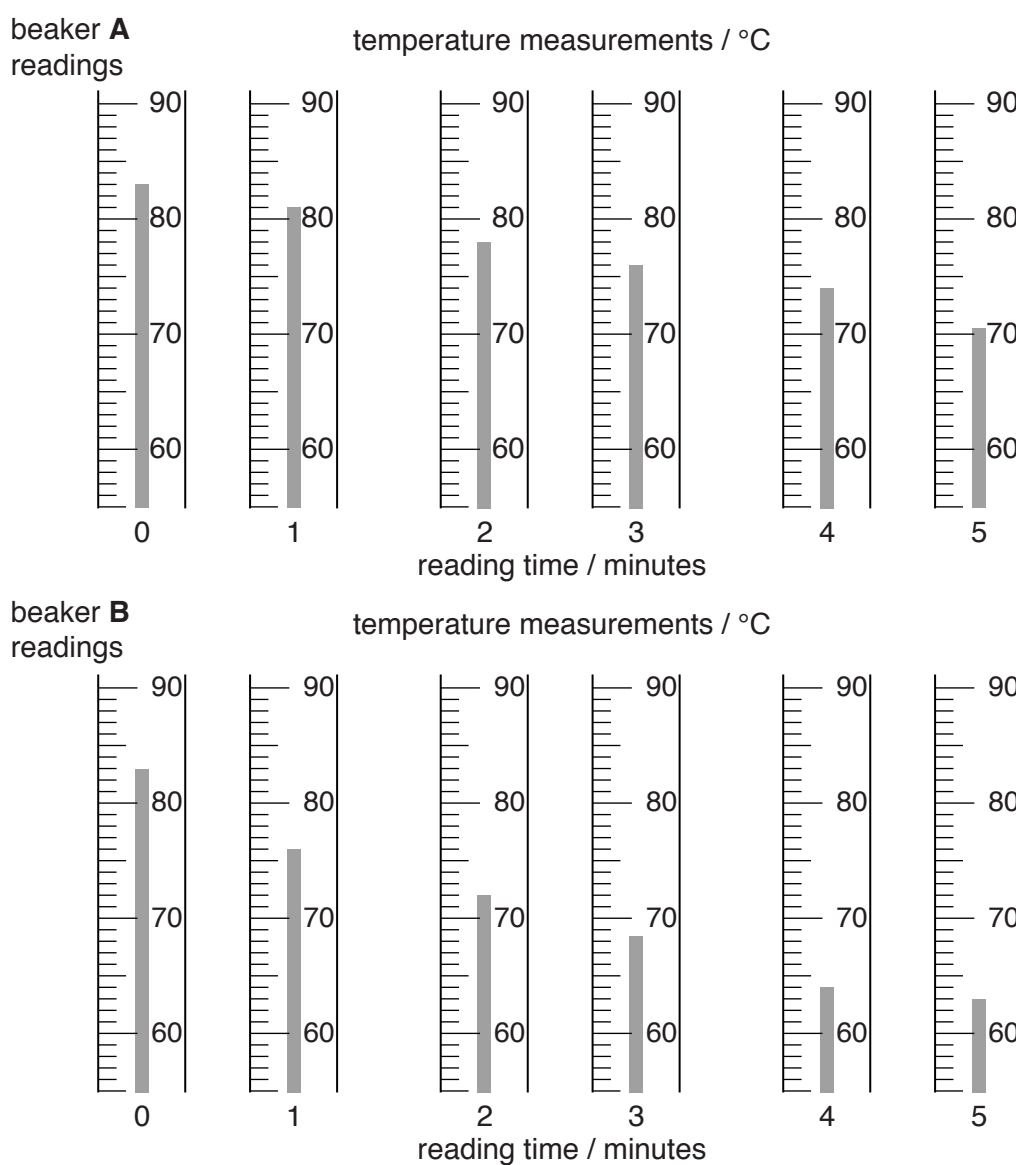 beaker A
readings
temperature measurements / °C
90 90 90 90 90 90
80 80 80 80 80 80
70 70 70 70 70 70
60 60 60 60 60 60
0 1 2 3 4 5
reading time / minutes
beaker B
readings
temperature measurements / °C
90 90 90 90 90 90
80 80 80 80 80 80
70 70 70 70 70 70
60 60 60 60 60 60
0 1 2 3 4 5
reading time / minutes